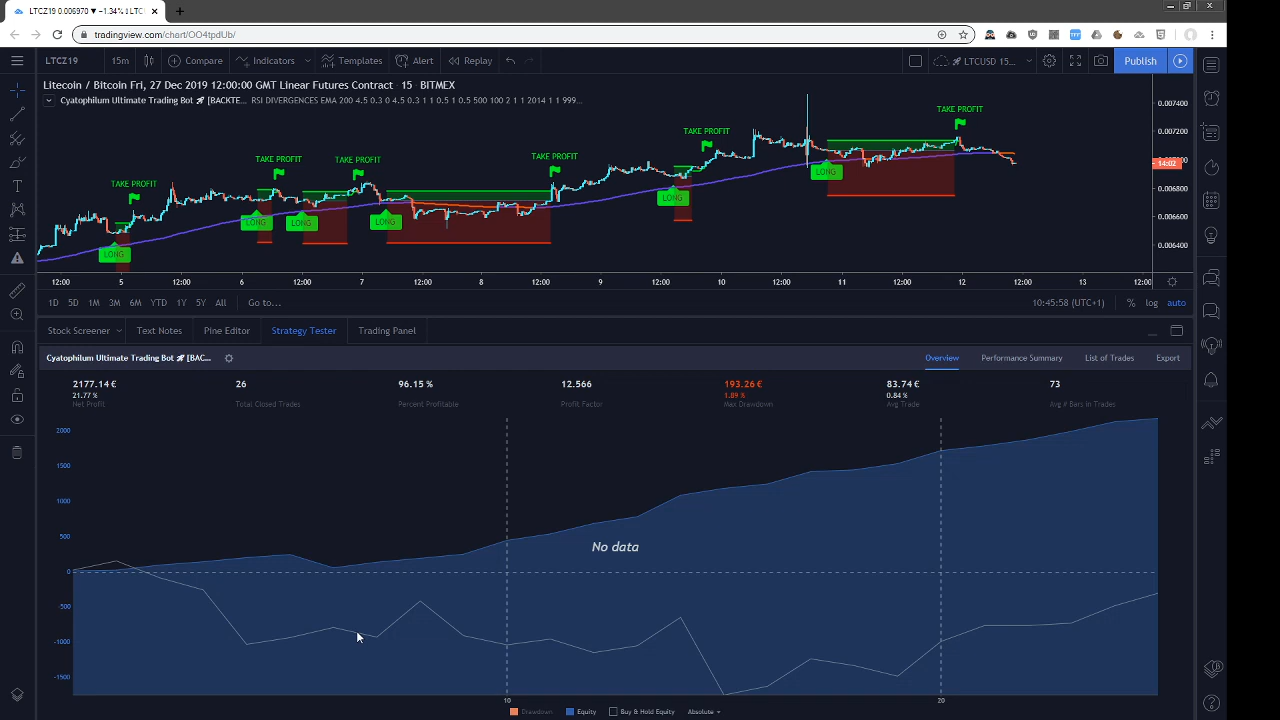 LTCZ19 0.006970 ▼ −1.34%
tradingview.com/chart/OO4tpdUb/
LTCZ19 15m Compare Indicators Templates Alert Replay LTCUSD 15... Publish
Litecoin / Bitcoin Fri, 27 Dec 2019 12:00:00 GMT Linear Futures Contract · 15 · BITMEX
Cyatophilum Ultimate Trading Bot 🚀 [BACKTE... RSI DIVERGENCES EMA 200 4.5 0.3 0 4.5 0.3 1 1 0.5 1 0.5 500 100 2 1 1 2014 1 1 999...
0.007400
TAKE PROFIT
TAKE PROFIT
0.007200
TAKE PROFIT
TAKE PROFIT
TAKE PROFIT
14:02
LONG
TAKE PROFIT
0.006800
LONG
0.006600
LONG
LONG
LONG
0.006400
LONG
12:00 5 12:00 6 12:00 7 12:00 8 12:00 9 12:00 10 12:00 11 12:00 12 12:00 13 12:00
1D 5D 1M 3M 6M YTD 1Y 5Y All Go to... 10:45:58 (UTC+1) % log auto
Stock Screener Text Notes Pine Editor Strategy Tester Trading Panel
Cyatophilum Ultimate Trading Bot 🚀 [BAC... Overview Performance Summary List of Trades Export
2177.14 € 26 96.15 % 12.566 193.26 € 83.74 € 73
21.77 % 1.89 % 0.84 %
Net Profit Total Closed Trades Percent Profitable Profit Factor Max Drawdown Avg Trade Avg # Bars in Trades
2000
1500
1000
500
No data
0
-500
-1000
-1500
10 20
Drawdown Equity Buy & Hold Equity Absolute